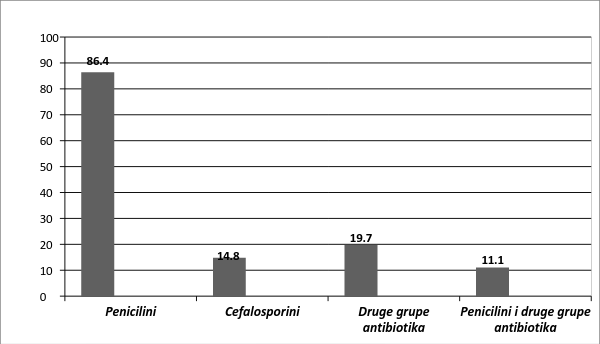 100
90
80
70
60
50
40
30
20
10
0
86.4
14.8
19.7
11.1
Penicilini
Cefalosporini
Druge grupe
antibiotika
Penicilini i druge grupe
antibiotika